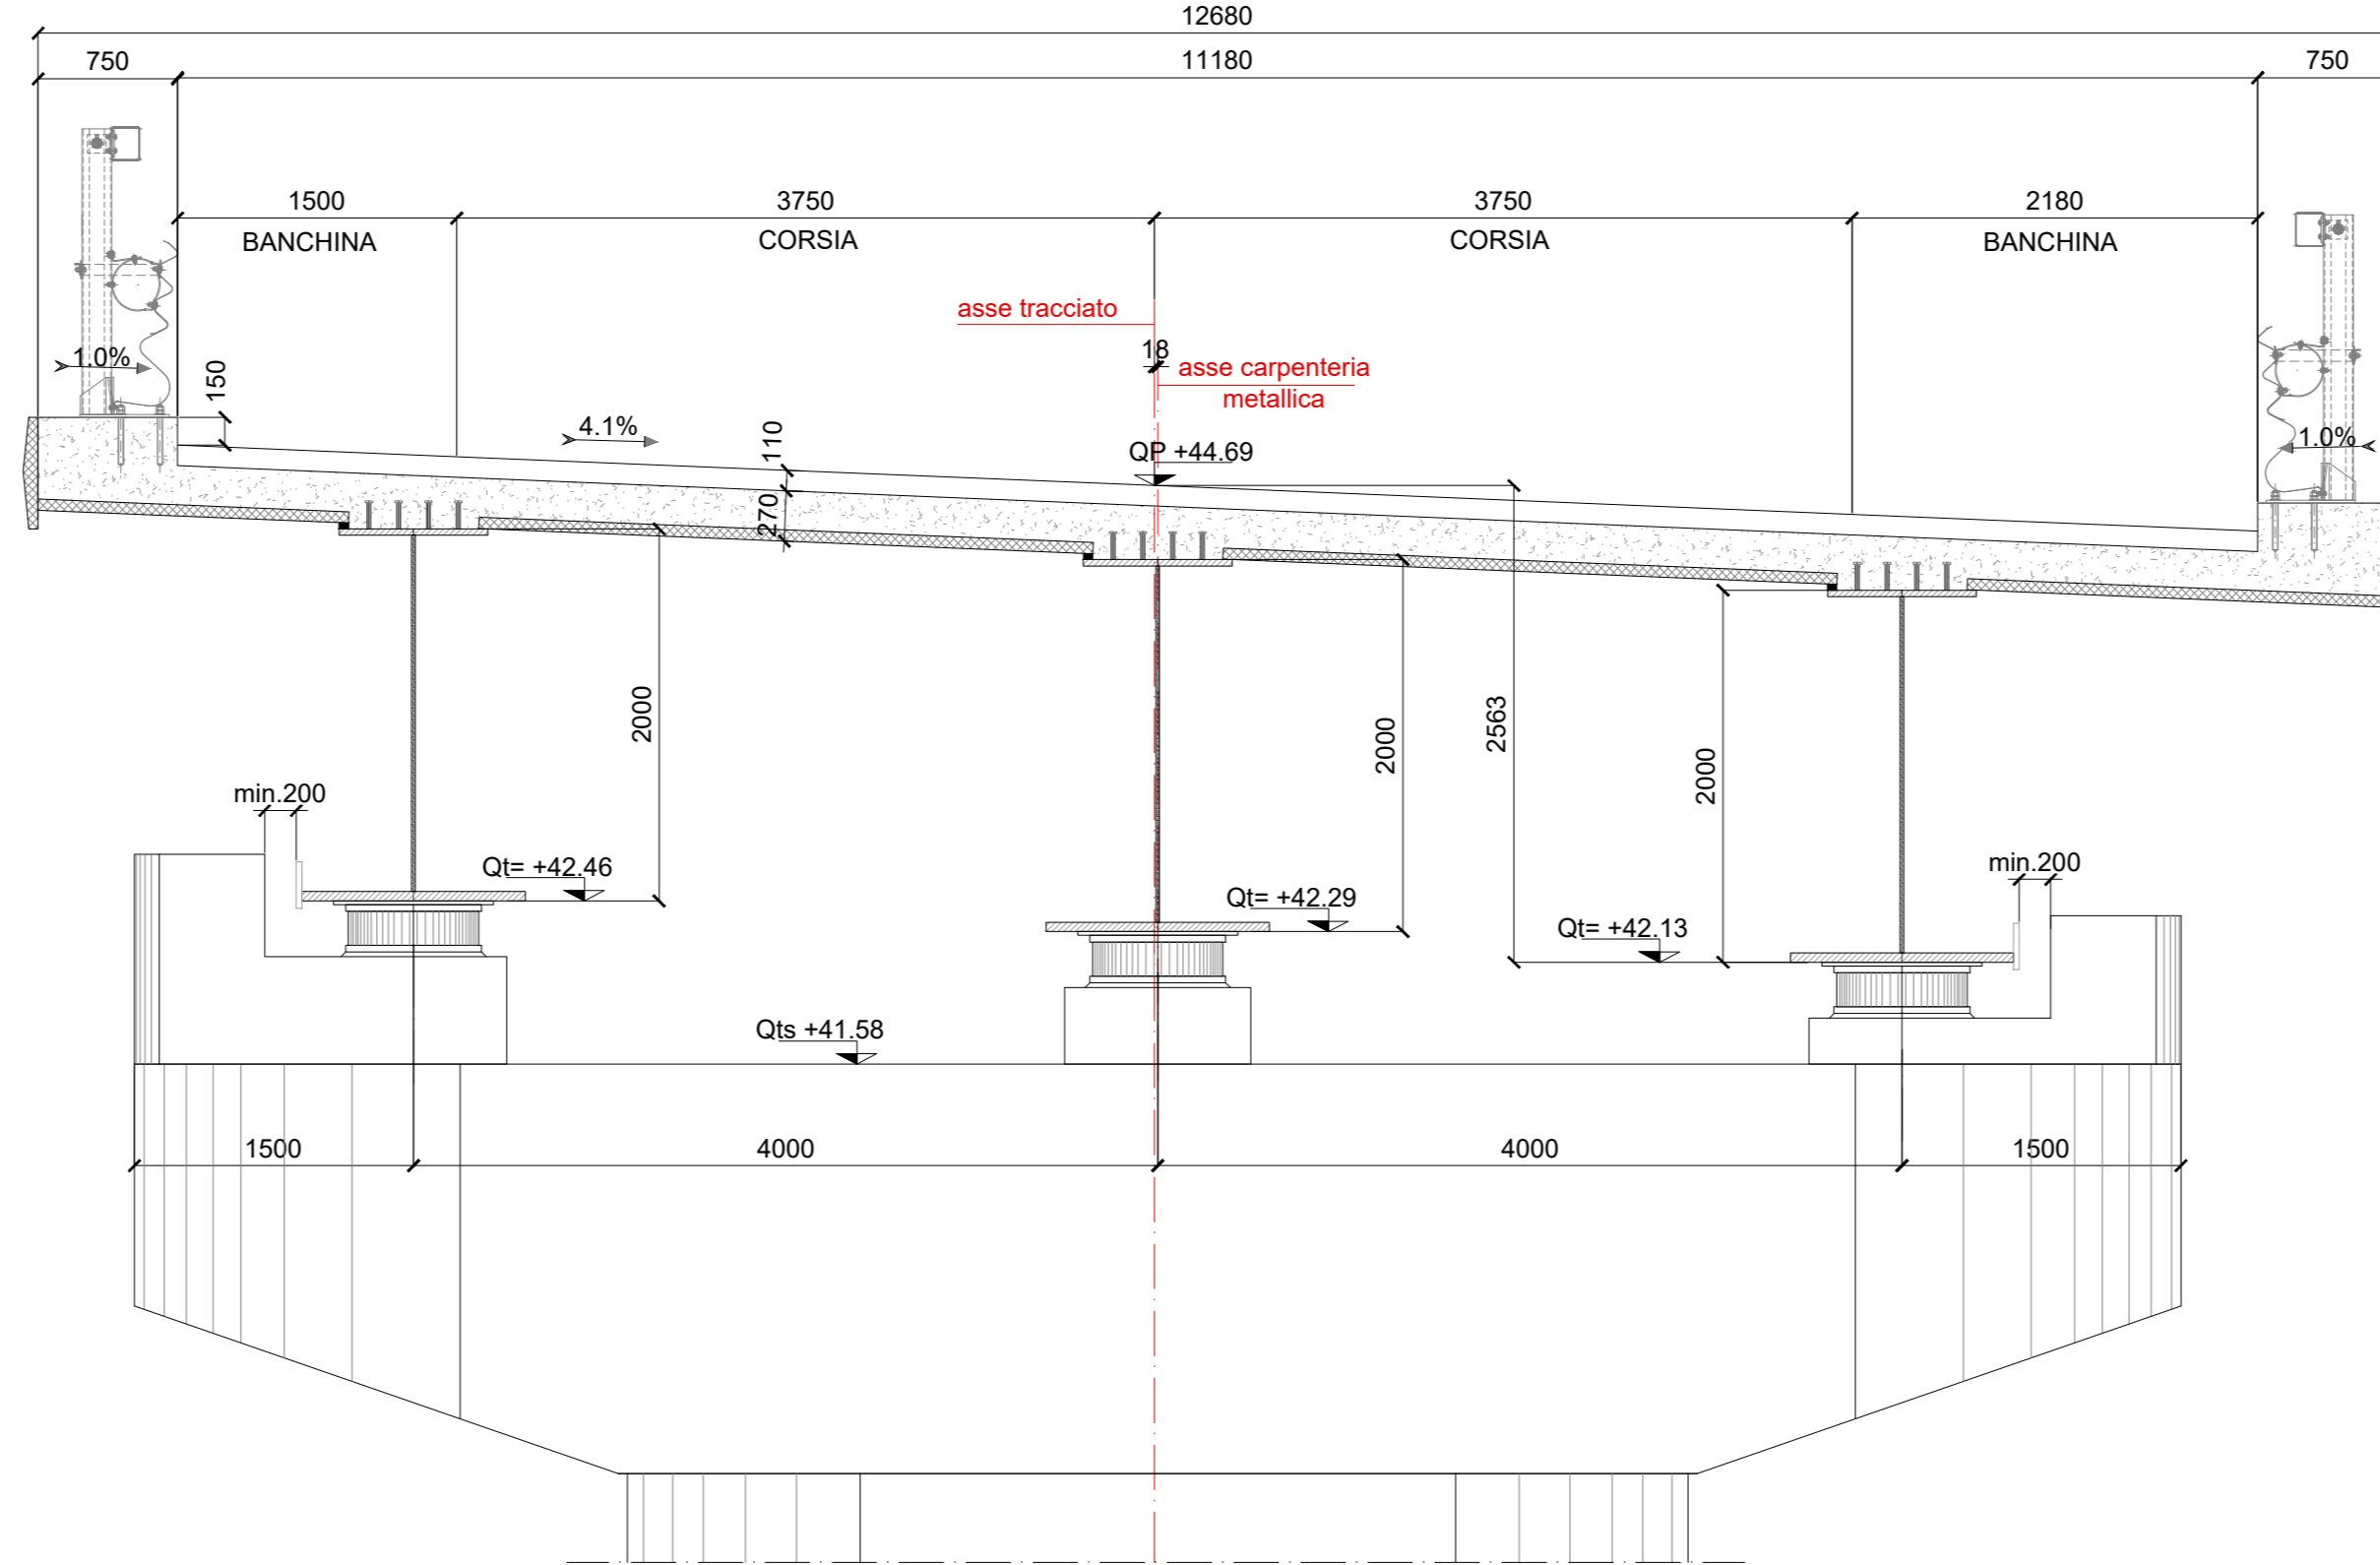 12680
750
11180
750
1500
3750
3750
2180
BANCHINA
CORSIA
CORSIA
BANCHINA
asse tracciato
18
asse carpenteria
metallica
1.0%
150
4.1%
110
QP +44.69
1.0%
270
2000
2000
2563
2000
min.200
Qt= +42.46
Qt= +42.29
Qt= +42.13
min.200
Qts +41.58
1500
4000
4000
1500